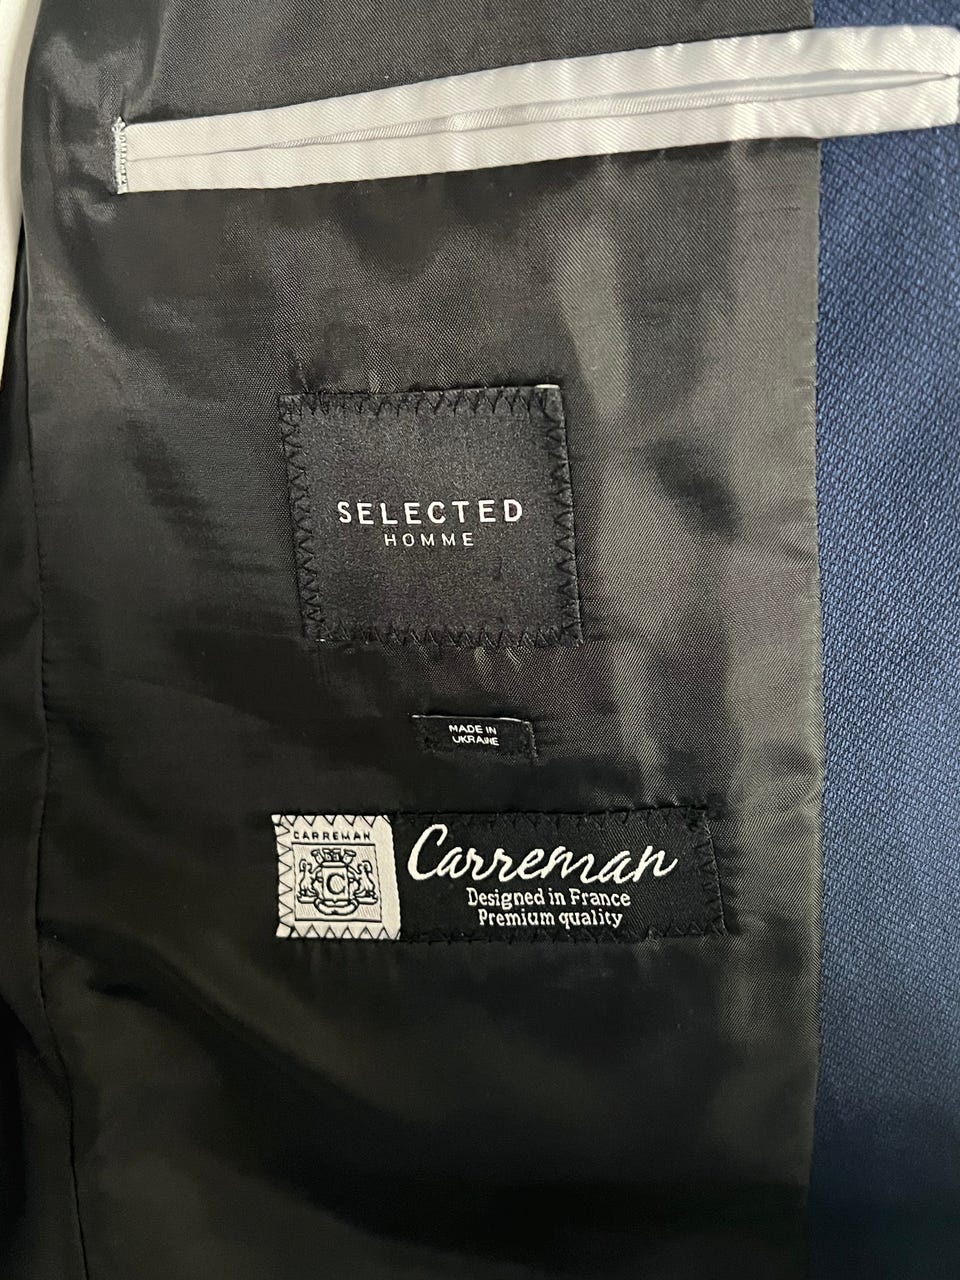 SELECTED
HOMME
MADE IN
UKRAINE
CARREMAN
C
Carreman
Designed in France
Premium quality